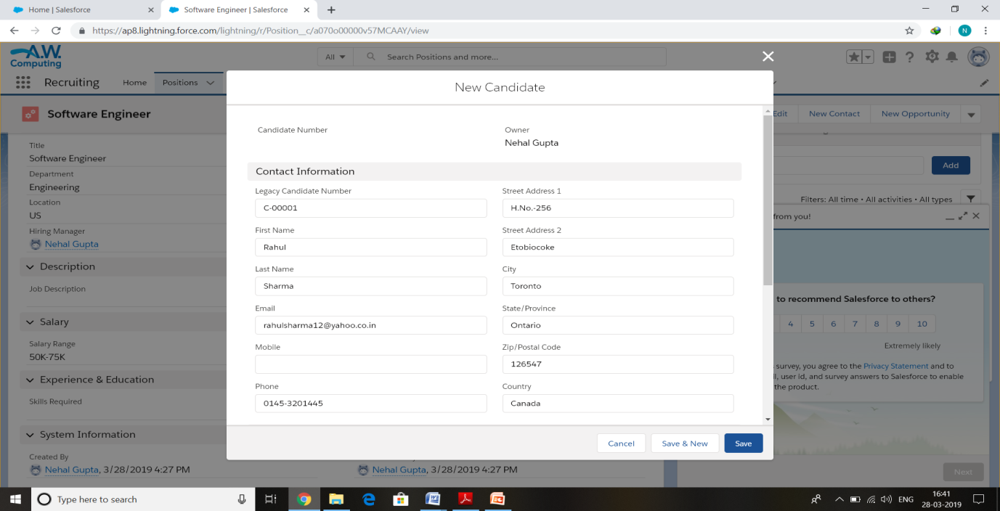 Home | Salesforce
Software Engineer | Salesforce
https://ap8.lightning.force.com/lightning/r/Position__c/a070o00000v57MCAAY/view
N
A.W.
Computing
All
Search Positions and more...
Recruiting
Home
Positions
New Candidate
Software Engineer
Edit
New Contact
New Opportunity
Title
Software Engineer
Department
Engineering
Location
US
Hiring Manager
Nehal Gupta
Description
Job Description
Salary
Salary Range
50K-75K
Experience & Education
Skills Required
System Information
Created By
Nehal Gupta, 3/28/2019 4:27 PM
Nehal Gupta, 3/28/2019 4:27 PM
Candidate Number
Owner
Nehal Gupta
Contact Information
Legacy Candidate Number
C-00001
First Name
Rahul
Last Name
Sharma
Email
rahulsharma12@yahoo.co.in
Mobile
Phone
0145-3201445
Street Address 1
H.No.-256
Street Address 2
Etobiocoke
City
Toronto
State/Province
Ontario
Zip/Postal Code
126547
Country
Canada
Cancel
Save & New
Save
Add
Filters: All time • All activities • All types
from you!
to recommend Salesforce to others?
4 5 6 7 8 9 10
Extremely likely
survey, you agree to the Privacy Statement and to
il, user id, and survey answers to Salesforce to enable
the product.
Next
Type here to search
ENG
16:41
28-03-2019